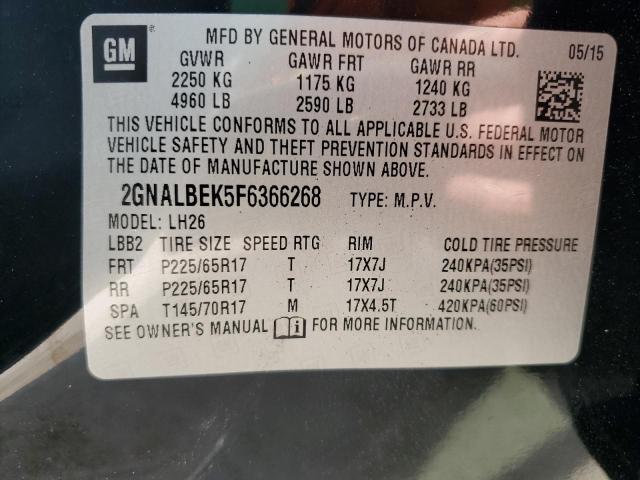 GM
MFD BY GENERAL MOTORS OF CANADA LTD. 05/15
GVWR GAWR FRT GAWR RR
2250 KG 1175 KG 1240 KG
4960 LB 2590 LB 2733 LB
THIS VEHICLE CONFORMS TO ALL APPLICABLE U.S. FEDERAL MOTOR
VEHICLE SAFETY AND THEFT PREVENTION STANDARDS IN EFFECT ON
THE DATE OF MANUFACTURE SHOWN ABOVE.
2GNALBEK5F6366268 TYPE: M.P.V.
MODEL: LH26
LBB2 TIRE SIZE SPEED RTG RIM COLD TIRE PRESSURE
FRT P225/65R17 T 17X7J 240KPA(35PSI)
RR P225/65R17 T 17X7J 240KPA(35PSI)
SPA T145/70R17 M 17X4.5T 420KPA(60PSI)
SEE OWNER'S MANUAL FOR MORE INFORMATION.